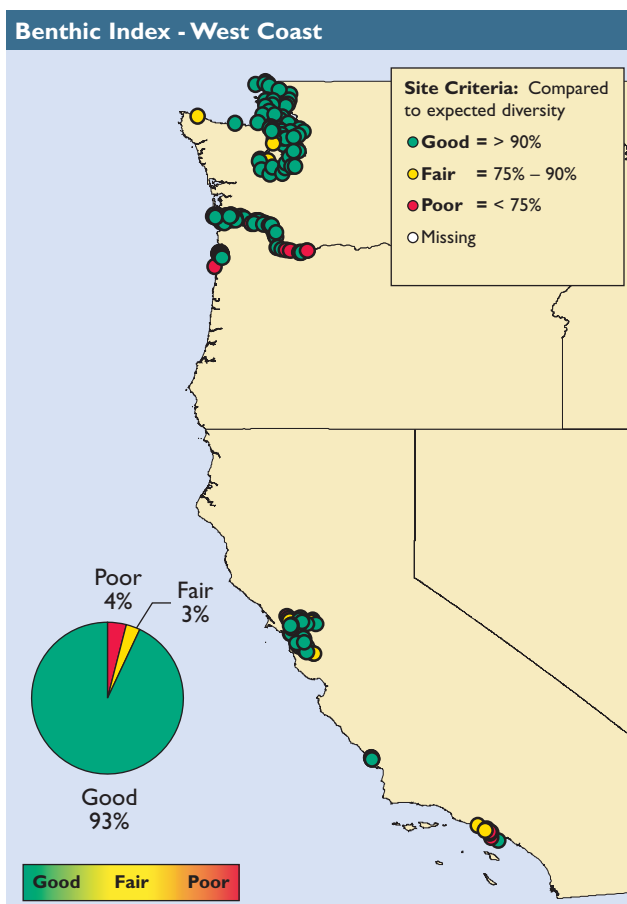 Benthic Index - West Coast
Site Criteria: Compared
to expected diversity
Good = > 90%
Fair = 75% – 90%
Poor = < 75%
Missing
Poor
4%
Fair
3%
Good
93%
Good Fair Poor